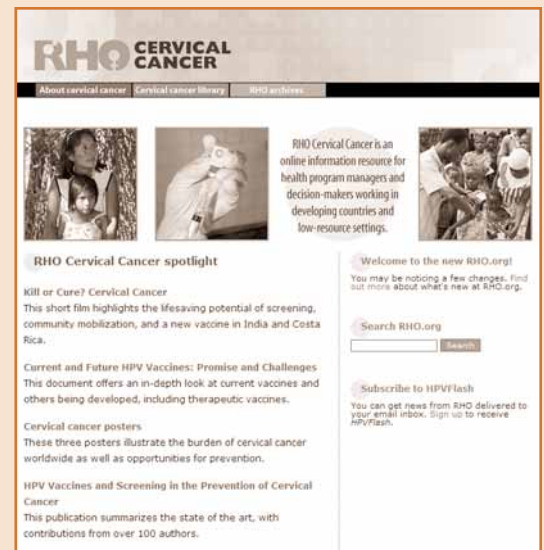 RHO CERVICAL
CANCER
About cervical cancer Cervical cancer library RHO archives
RHO Cervical Cancer is an
online information resource for
health program managers and
decision-makers working in
developing countries and
low-resource settings.
RHO Cervical Cancer spotlight
Kill or Cure? Cervical Cancer
This short film highlights the lifesaving potential of screening,
community mobilization, and a new vaccine in India and Costa
Rica.
Current and Future HPV Vaccines: Promise and Challenges
This document offers an in-depth look at current vaccines and
others being developed, including therapeutic vaccines.
Cervical cancer posters
These three posters illustrate the burden of cervical cancer
worldwide as well as opportunities for prevention.
HPV Vaccines and Screening in the Prevention of Cervical
Cancer
This publication summarizes the state of the art, with
contributions from over 100 authors.
Welcome to the new RHO.org!
You may be noticing a few changes. Find
out more about what's new at RHO.org.
Search RHO.org
Search
Subscribe to HPVFlash
You can get news from RHO delivered to
your email inbox. Sign up to receive
HPVFlash.